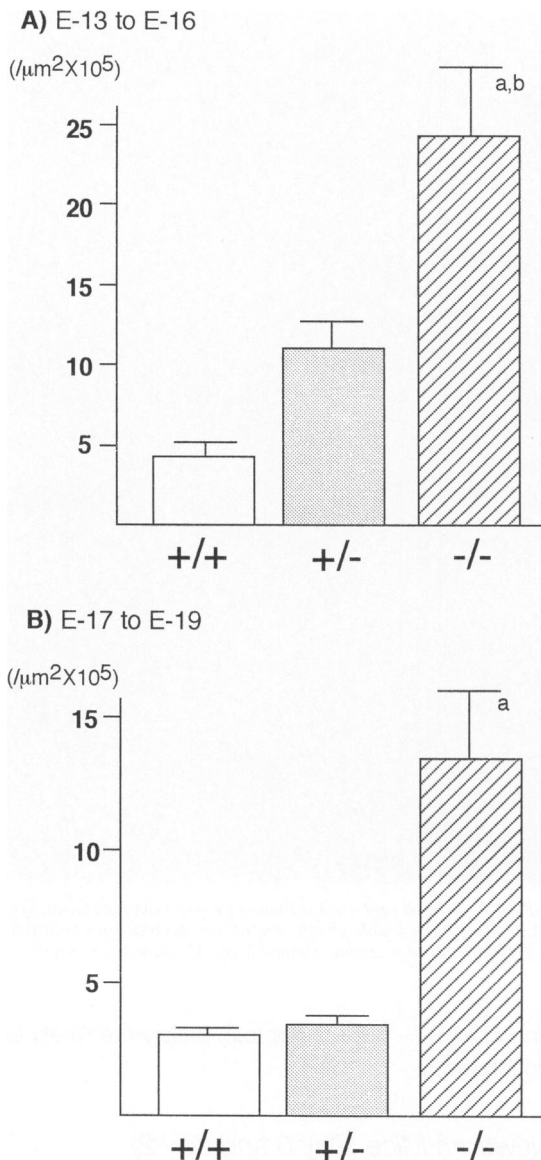 A) E-13 to E-16
(/µm²X10⁵)
25
20
15
10
5
a,b
+/+ +/- -/-
B) E-17 to E-19
(/µm²X10⁵)
15
10
5
a
+/+ +/- -/-